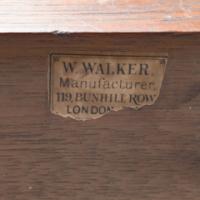 W. WALKER.
Manufacturer.
119, BUNHILL ROW
LONDON